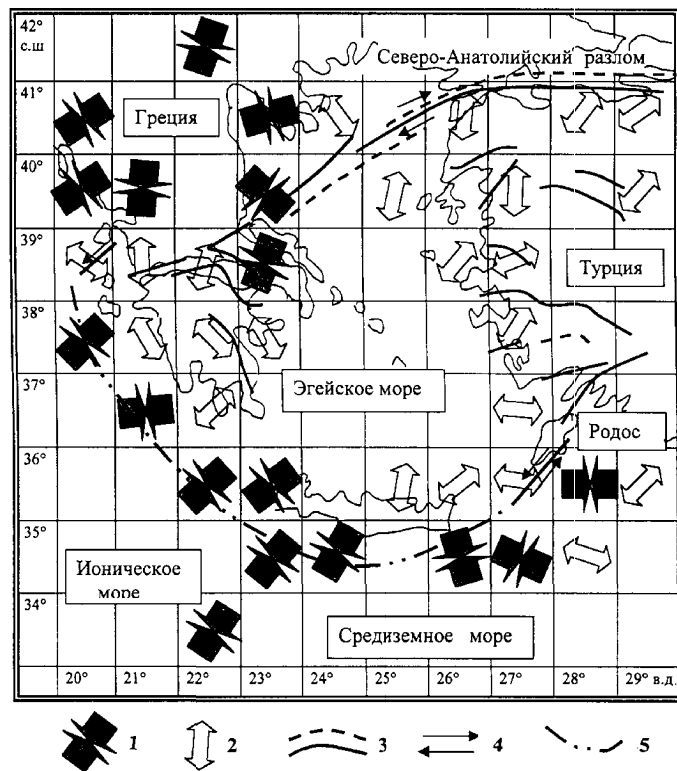 42°
с.ш
Северо-Анатолийский разлом
41°
Греция
40°
39°
Турция
38°
37°
Эгейское море
Родос
36°
35°
Ионическое
море
34°
Средиземное море
20° 21° 22° 23° 24° 25° 26° 27° 28° 29° в.д.
1 2 3 4 5